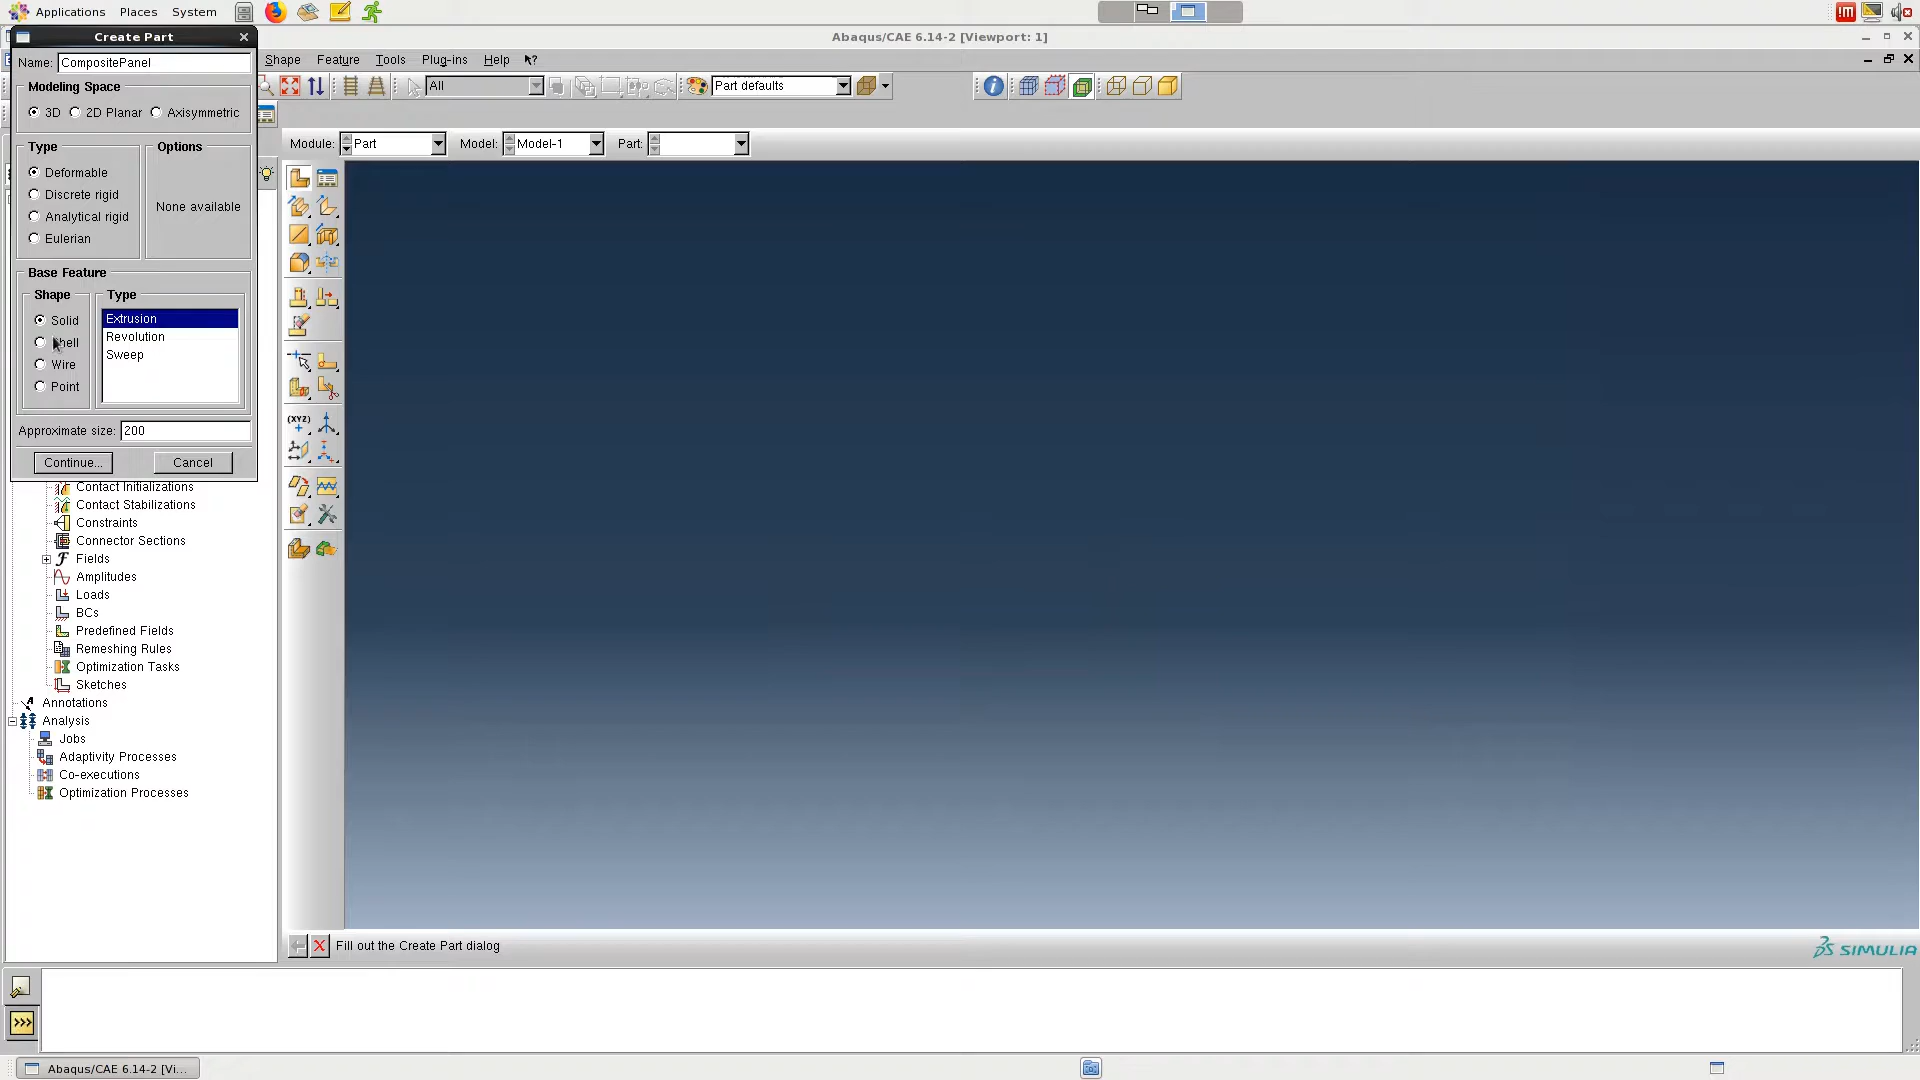 Applications Places System
Create Part
Abaqus/CAE 6.14-2 [Viewport: 1]
Name: CompositePanel
Shape Feature Tools Plug-ins Help
Modeling Space
All
Part defaults
3D 2D Planar Axisymmetric
Module: Part Model: Model-1 Part:
Type Options
Deformable
Discrete rigid
None available
Analytical rigid
Eulerian
Base Feature
Shape Type
Solid Extrusion
Revolution
Wire Sweep
Point
Approximate size: 200
Continue... Cancel
Contact Initializations
Contact Stabilizations
Constraints
Connector Sections
Fields
Amplitudes
Loads
BCs
Predefined Fields
Remeshing Rules
Optimization Tasks
Sketches
Annotations
Analysis
Jobs
Adaptivity Processes
Co-executions
Optimization Processes
(XYZ)
Fill out the Create Part dialog
SIMULIA
>>>
Abaqus/CAE 6.14-2 [Vi...